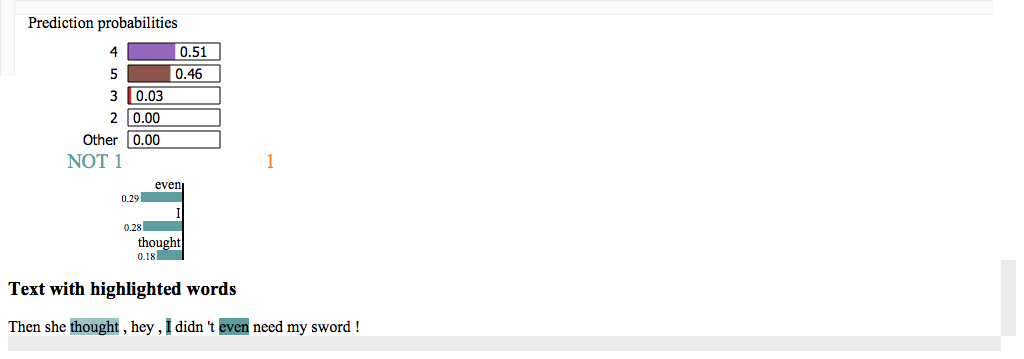 Prediction probabilities
4 0.51
5 0.46
3 0.03
2 0.00
Other 0.00
NOT 1 1
even
0.29
I
0.28
thought
0.18
Text with highlighted words
Then she thought , hey , I didn 't even need my sword !